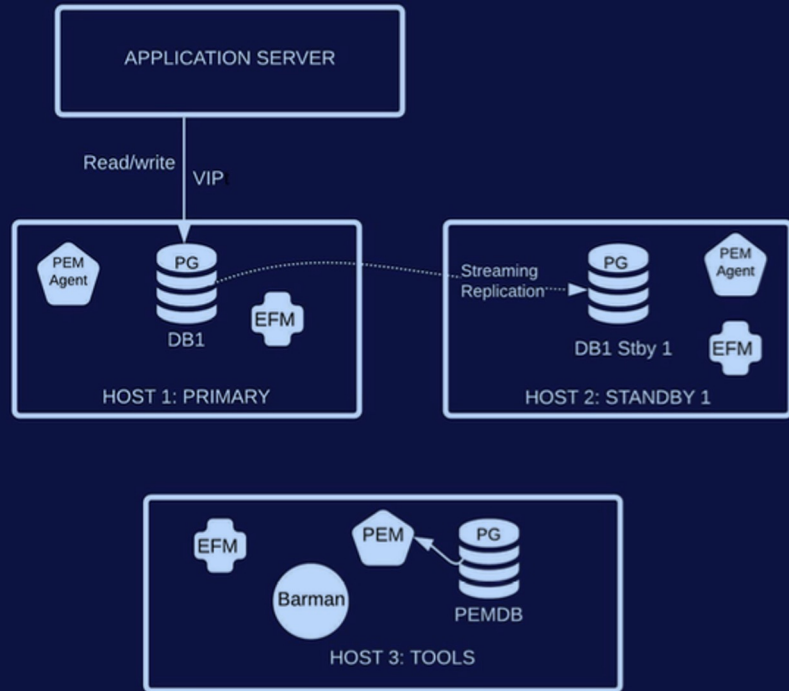 APPLICATION SERVER
Read/write
VIP
PEM
Agent
PG
DB1
EFM
HOST 1: PRIMARY
Streaming
Replication
PG
DB1 Stby 1
PEM
Agent
EFM
HOST 2: STANDBY 1
EFM
Barman
PEM
PG
PEMDB
HOST 3: TOOLS